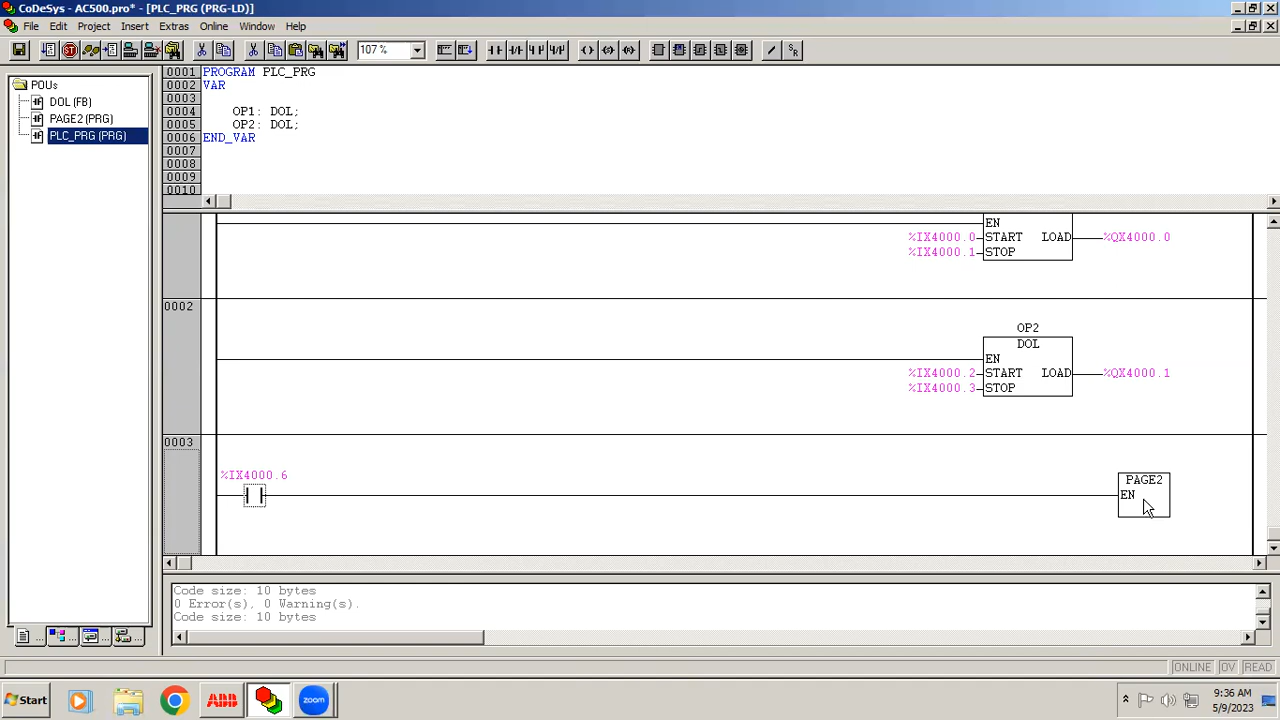 CoDeSys - AC500.pro* - [PLC_PRG (PRG-LD)]
File Edit Project Insert Extras Online Window Help
107 %
POUs
DOL (FB)
PAGE2 (PRG)
PLC_PRG (PRG)
0001 PROGRAM PLC_PRG
0002 VAR
0003
0004 OP1: DOL;
0005 OP2: DOL;
0006 END_VAR
0007
0008
0009
0010
EN
%IX4000.0 START LOAD %QX4000.0
%IX4000.1 STOP
0002
OP2
DOL
EN
%IX4000.2 START LOAD %QX4000.1
%IX4000.3 STOP
0003
%IX4000.6
PAGE2
EN
Code size: 10 bytes
0 Error(s), 0 Warning(s).
Code size: 10 bytes
ONLINE OV READ
Start
ABB
zoom
9:36 AM
5/9/2023